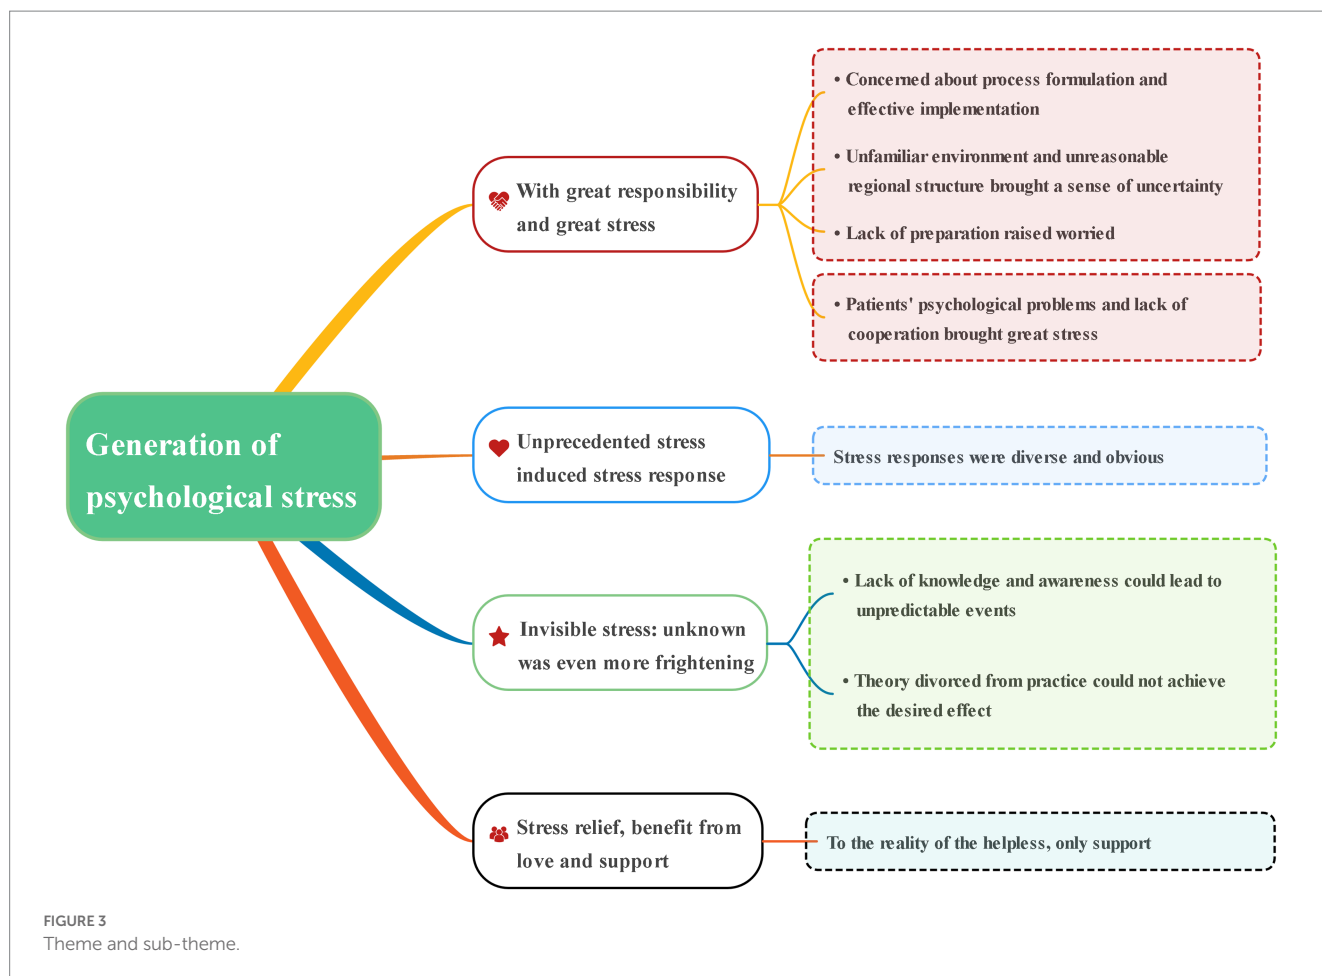 Generation of
psychological stress
With great responsibility
and great stress
• Concerned about process formulation and
effective implementation
• Unfamiliar environment and unreasonable
regional structure brought a sense of uncertainty
• Lack of preparation raised worried
• Patients' psychological problems and lack of
cooperation brought great stress
Unprecedented stress
induced stress response
Stress responses were diverse and obvious
Invisible stress: unknown
was even more frightening
• Lack of knowledge and awareness could lead to
unpredictable events
• Theory divorced from practice could not achieve
the desired effect
Stress relief, benefit from
love and support
To the reality of the helpless, only support
FIGURE 3
Theme and sub-theme.